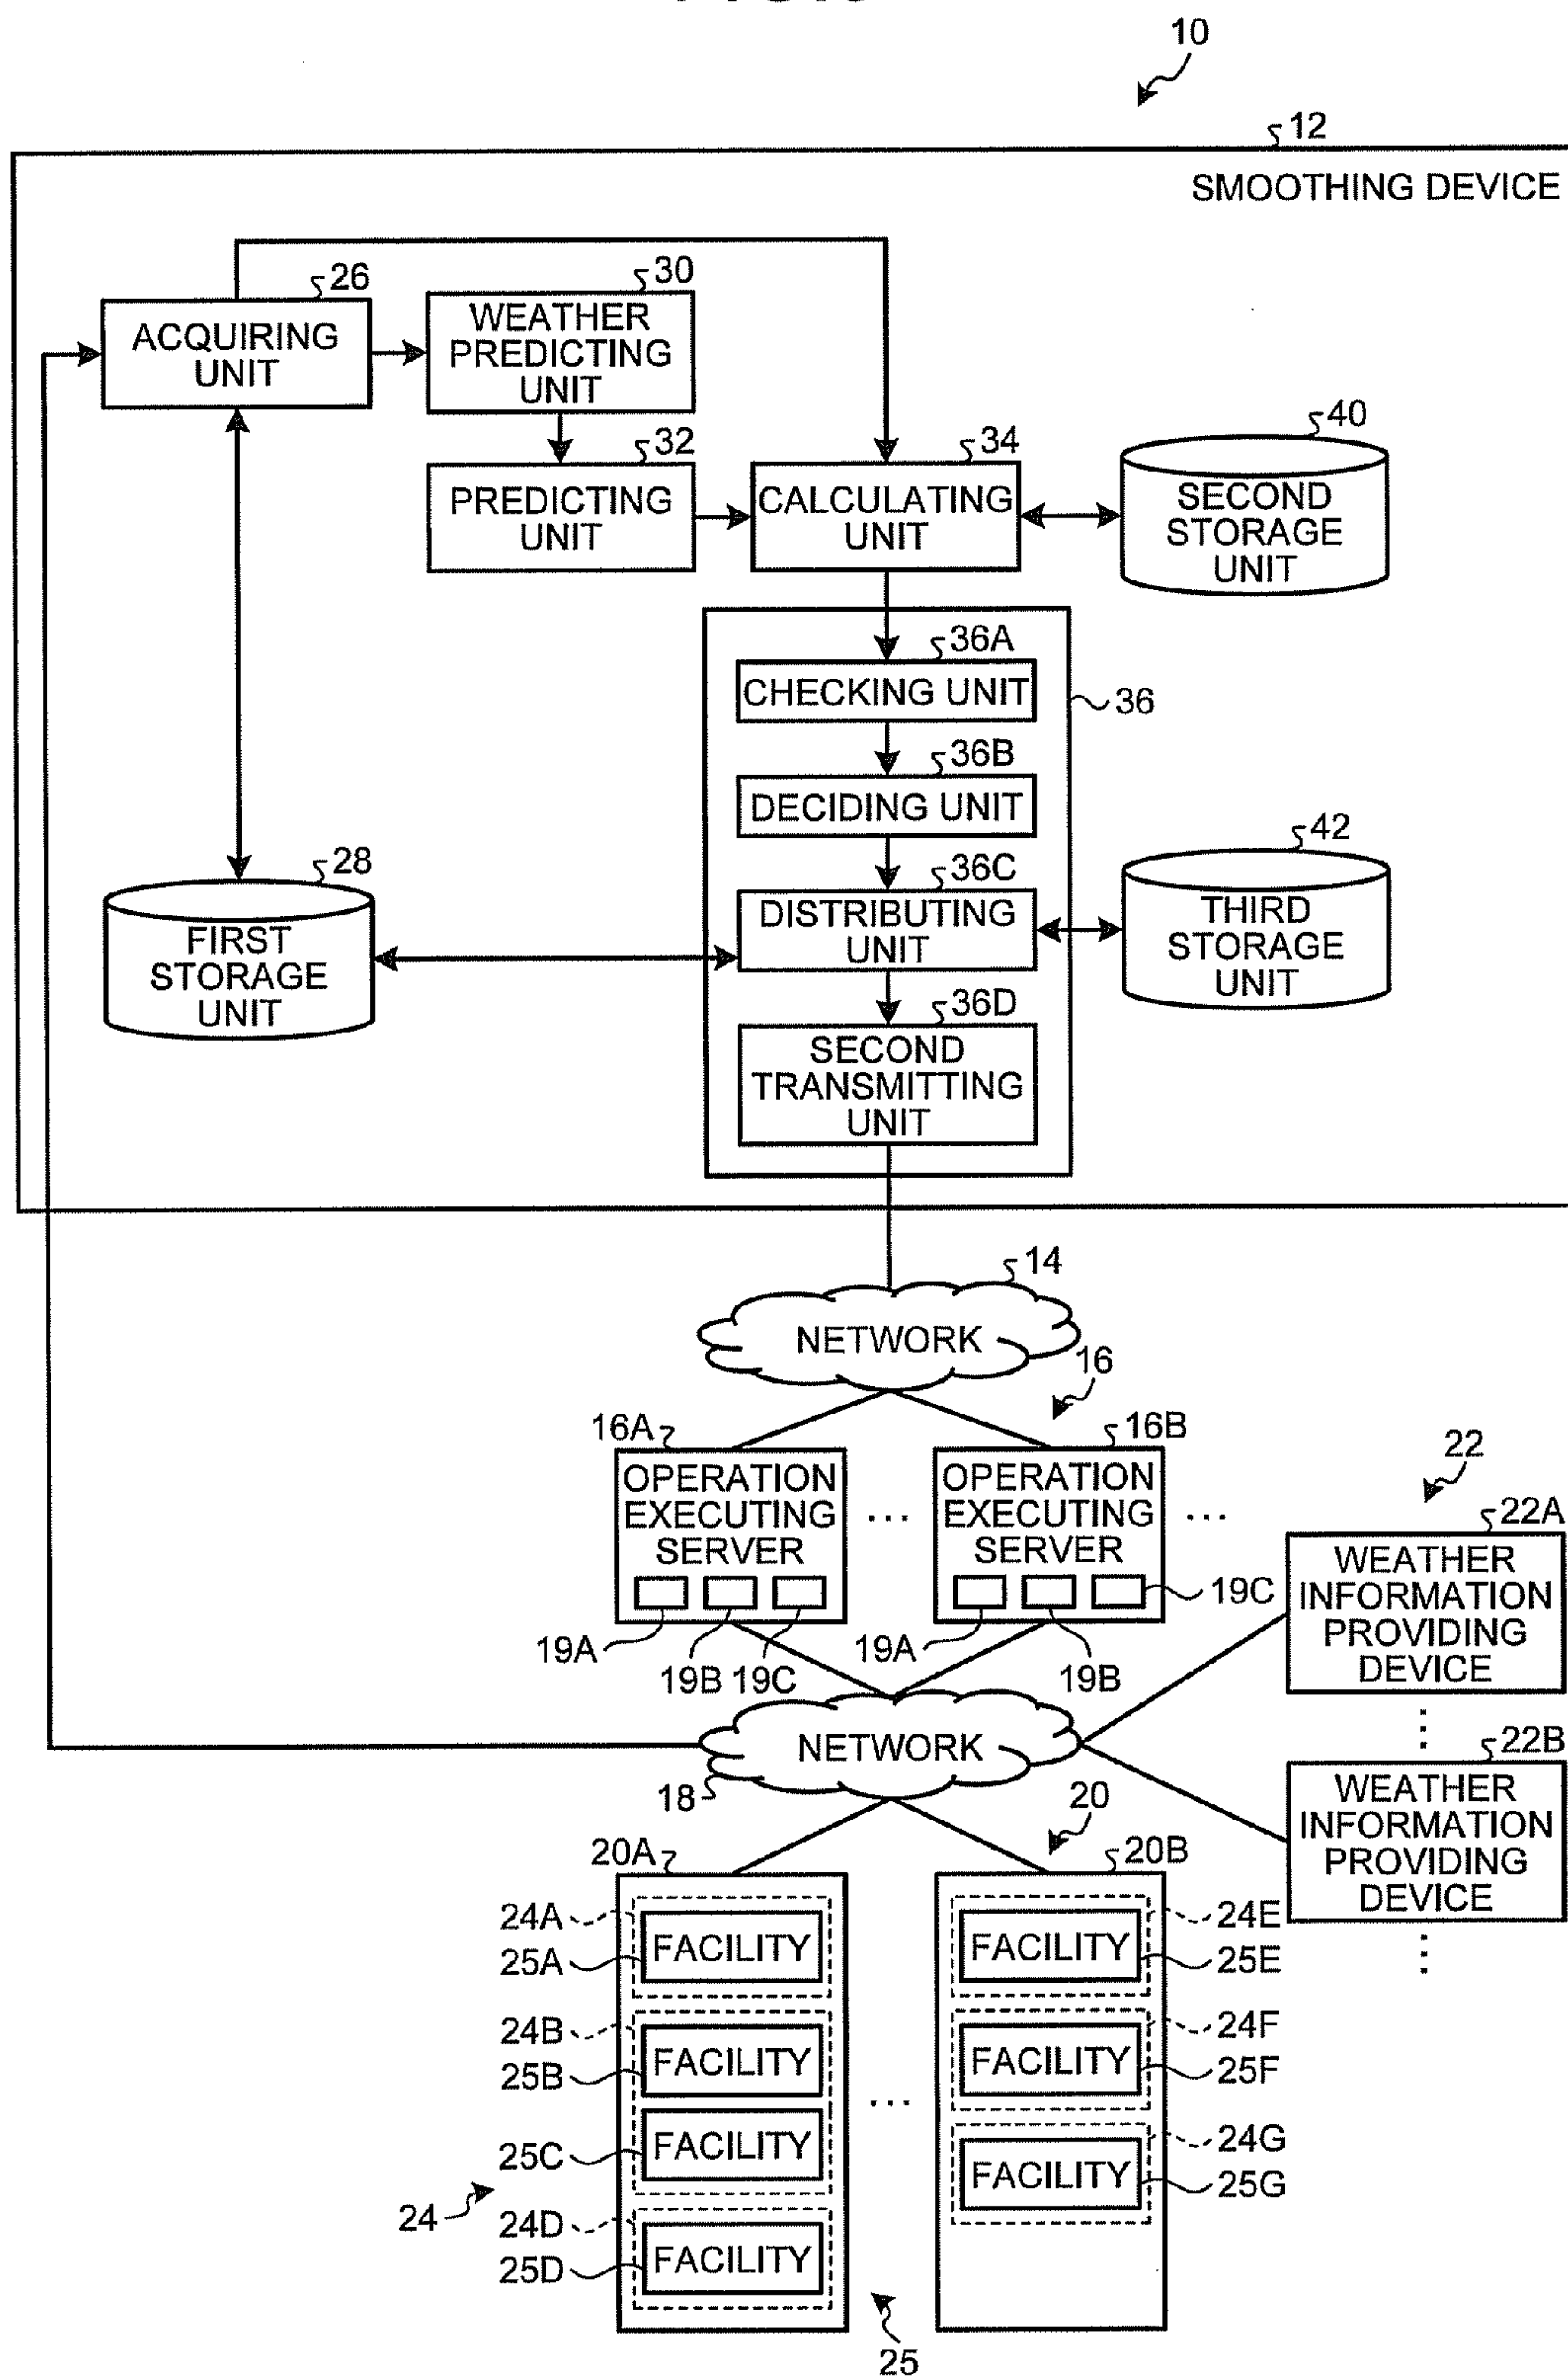 10
12
SMOOTHING DEVICE
26
ACQUIRING
UNIT
30
WEATHER
PREDICTING
UNIT
32
PREDICTING
UNIT
34
CALCULATING
UNIT
40
SECOND
STORAGE
UNIT
36A
CHECKING UNIT
36
36B
DECIDING UNIT
28
FIRST
STORAGE
UNIT
36C
DISTRIBUTING
UNIT
42
THIRD
STORAGE
UNIT
36D
SECOND
TRANSMITTING
UNIT
14
NETWORK
16
16A
OPERATION
EXECUTING
SERVER
19A
19B
19C
...
16B
OPERATION
EXECUTING
SERVER
19A
19B
19C
...
22
22A
WEATHER
INFORMATION
PROVIDING
DEVICE
...
22B
WEATHER
INFORMATION
PROVIDING
DEVICE
...
NETWORK
18
20
20A
24A
FACILITY
25A
24B
FACILITY
25B
FACILITY
25C
24
24D
FACILITY
25D
...
25
20B
24E
FACILITY
25E
24F
FACILITY
25F
24G
FACILITY
25G